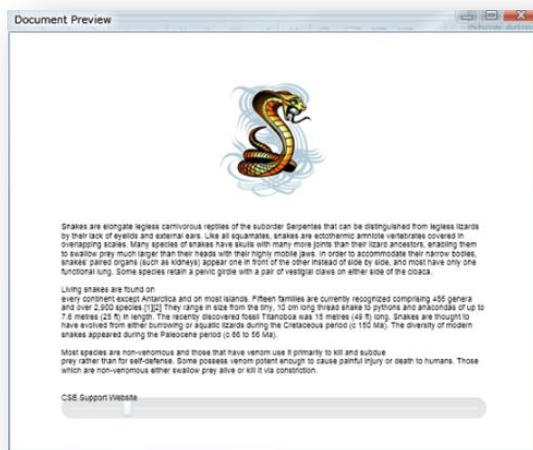 Document Preview
Snakes are elongate legless carnivorous reptiles of the suborder Serpentes that can be distinguished from legless lizards
by their lack of eyelids and external ears. Like all squamates, snakes are ectothermic amniote vertebrates covered in
overlapping scales. Many species of snakes have skulls with many more joints than their lizard ancestors, enabling them
to swallow prey much larger than their heads with their highly mobile jaws. In order to accommodate their narrow bodies,
snakes' paired organs (such as kidneys) appear one in front of the other instead of side by side, and most have only one
functional lung. Some species retain a pelvic girdle with a pair of vestigial claws on either side of the cloaca.
Living snakes are found on
every continent except Antarctica and on most islands. Fifteen families are currently recognized comprising 456 genera
and over 2,900 species.[1][2] They range in size from the tiny, 10 cm long thread snake to pythons and anacondas of up to
7.6 metres (25 ft) in length. The recently discovered fossil Titanoboa was 15 metres (49 ft) long. Snakes are thought to
have evolved from either burrowing or aquatic lizards during the Cretaceous period (c 150 Ma). The diversity of modern
snakes appeared during the Paleocene period (c 66 to 56 Ma).
Most species are non-venomous and those that have venom use it primarily to kill and subdue
prey rather than for self-defense. Some possess venom potent enough to cause painful injury or death to humans. Those
which are non-venomous either swallow prey alive or kill it via constriction.
CSE Support Website